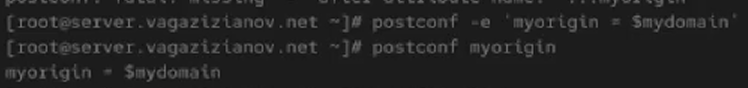 [root@server.vagazizianov.net ~]# postconf -e 'myorigin = $mydomain'
[root@server.vagazizianov.net ~]# postconf myorigin
myorigin = $mydomain